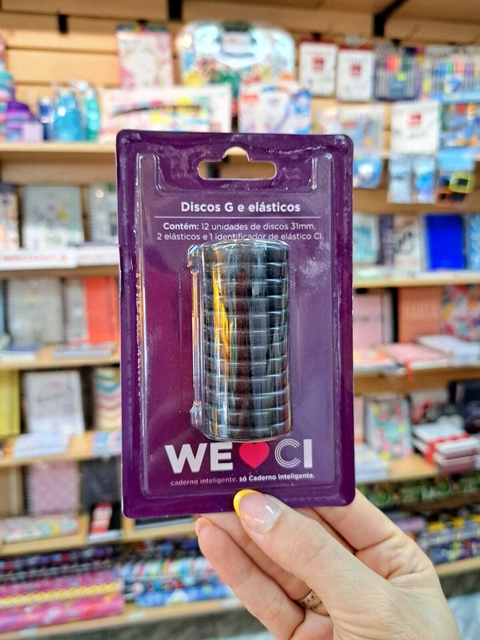 Discos G e elásticos
Contém: 12 unidades de discos 31mm,
2 elásticos e 1 identificador de elástico CI.
WE CI
caderno inteligente. só Caderno Inteligente.